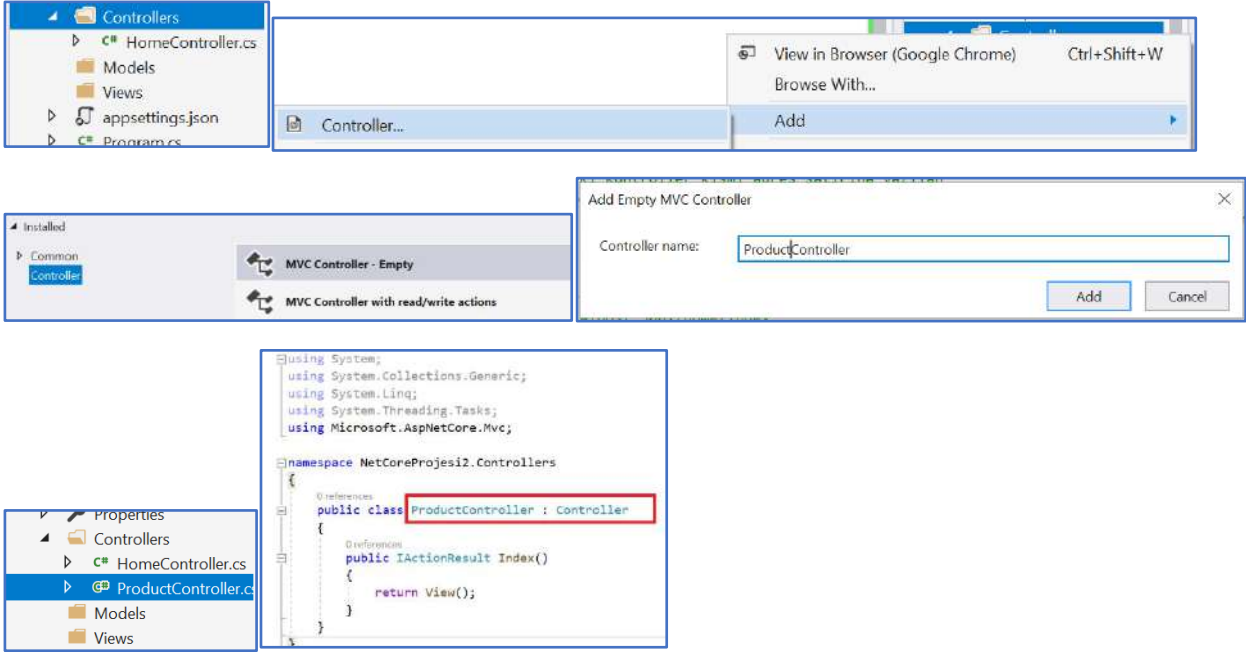 Controllers
HomeController.cs
Models
Views
appsettings.json
Program.cs
View in Browser (Google Chrome) Ctrl+Shift+W
Browse With...
Add
Controller...
Installed
Common
Controller
MVC Controller - Empty
MVC Controller with read/write actions
Add Empty MVC Controller
Controller name:
ProductController
Add Cancel
using System;
using System.Collections.Generic;
using System.Linq;
using System.Threading.Tasks;
using Microsoft.AspNetCore.Mvc;
namespace NetCoreProjesi2.Controllers
{
0 references
public class ProductController : Controller
{
0 references
public IActionResult Index()
{
return View();
}
}
}
Properties
Controllers
HomeController.cs
ProductController.cs
Models
Views